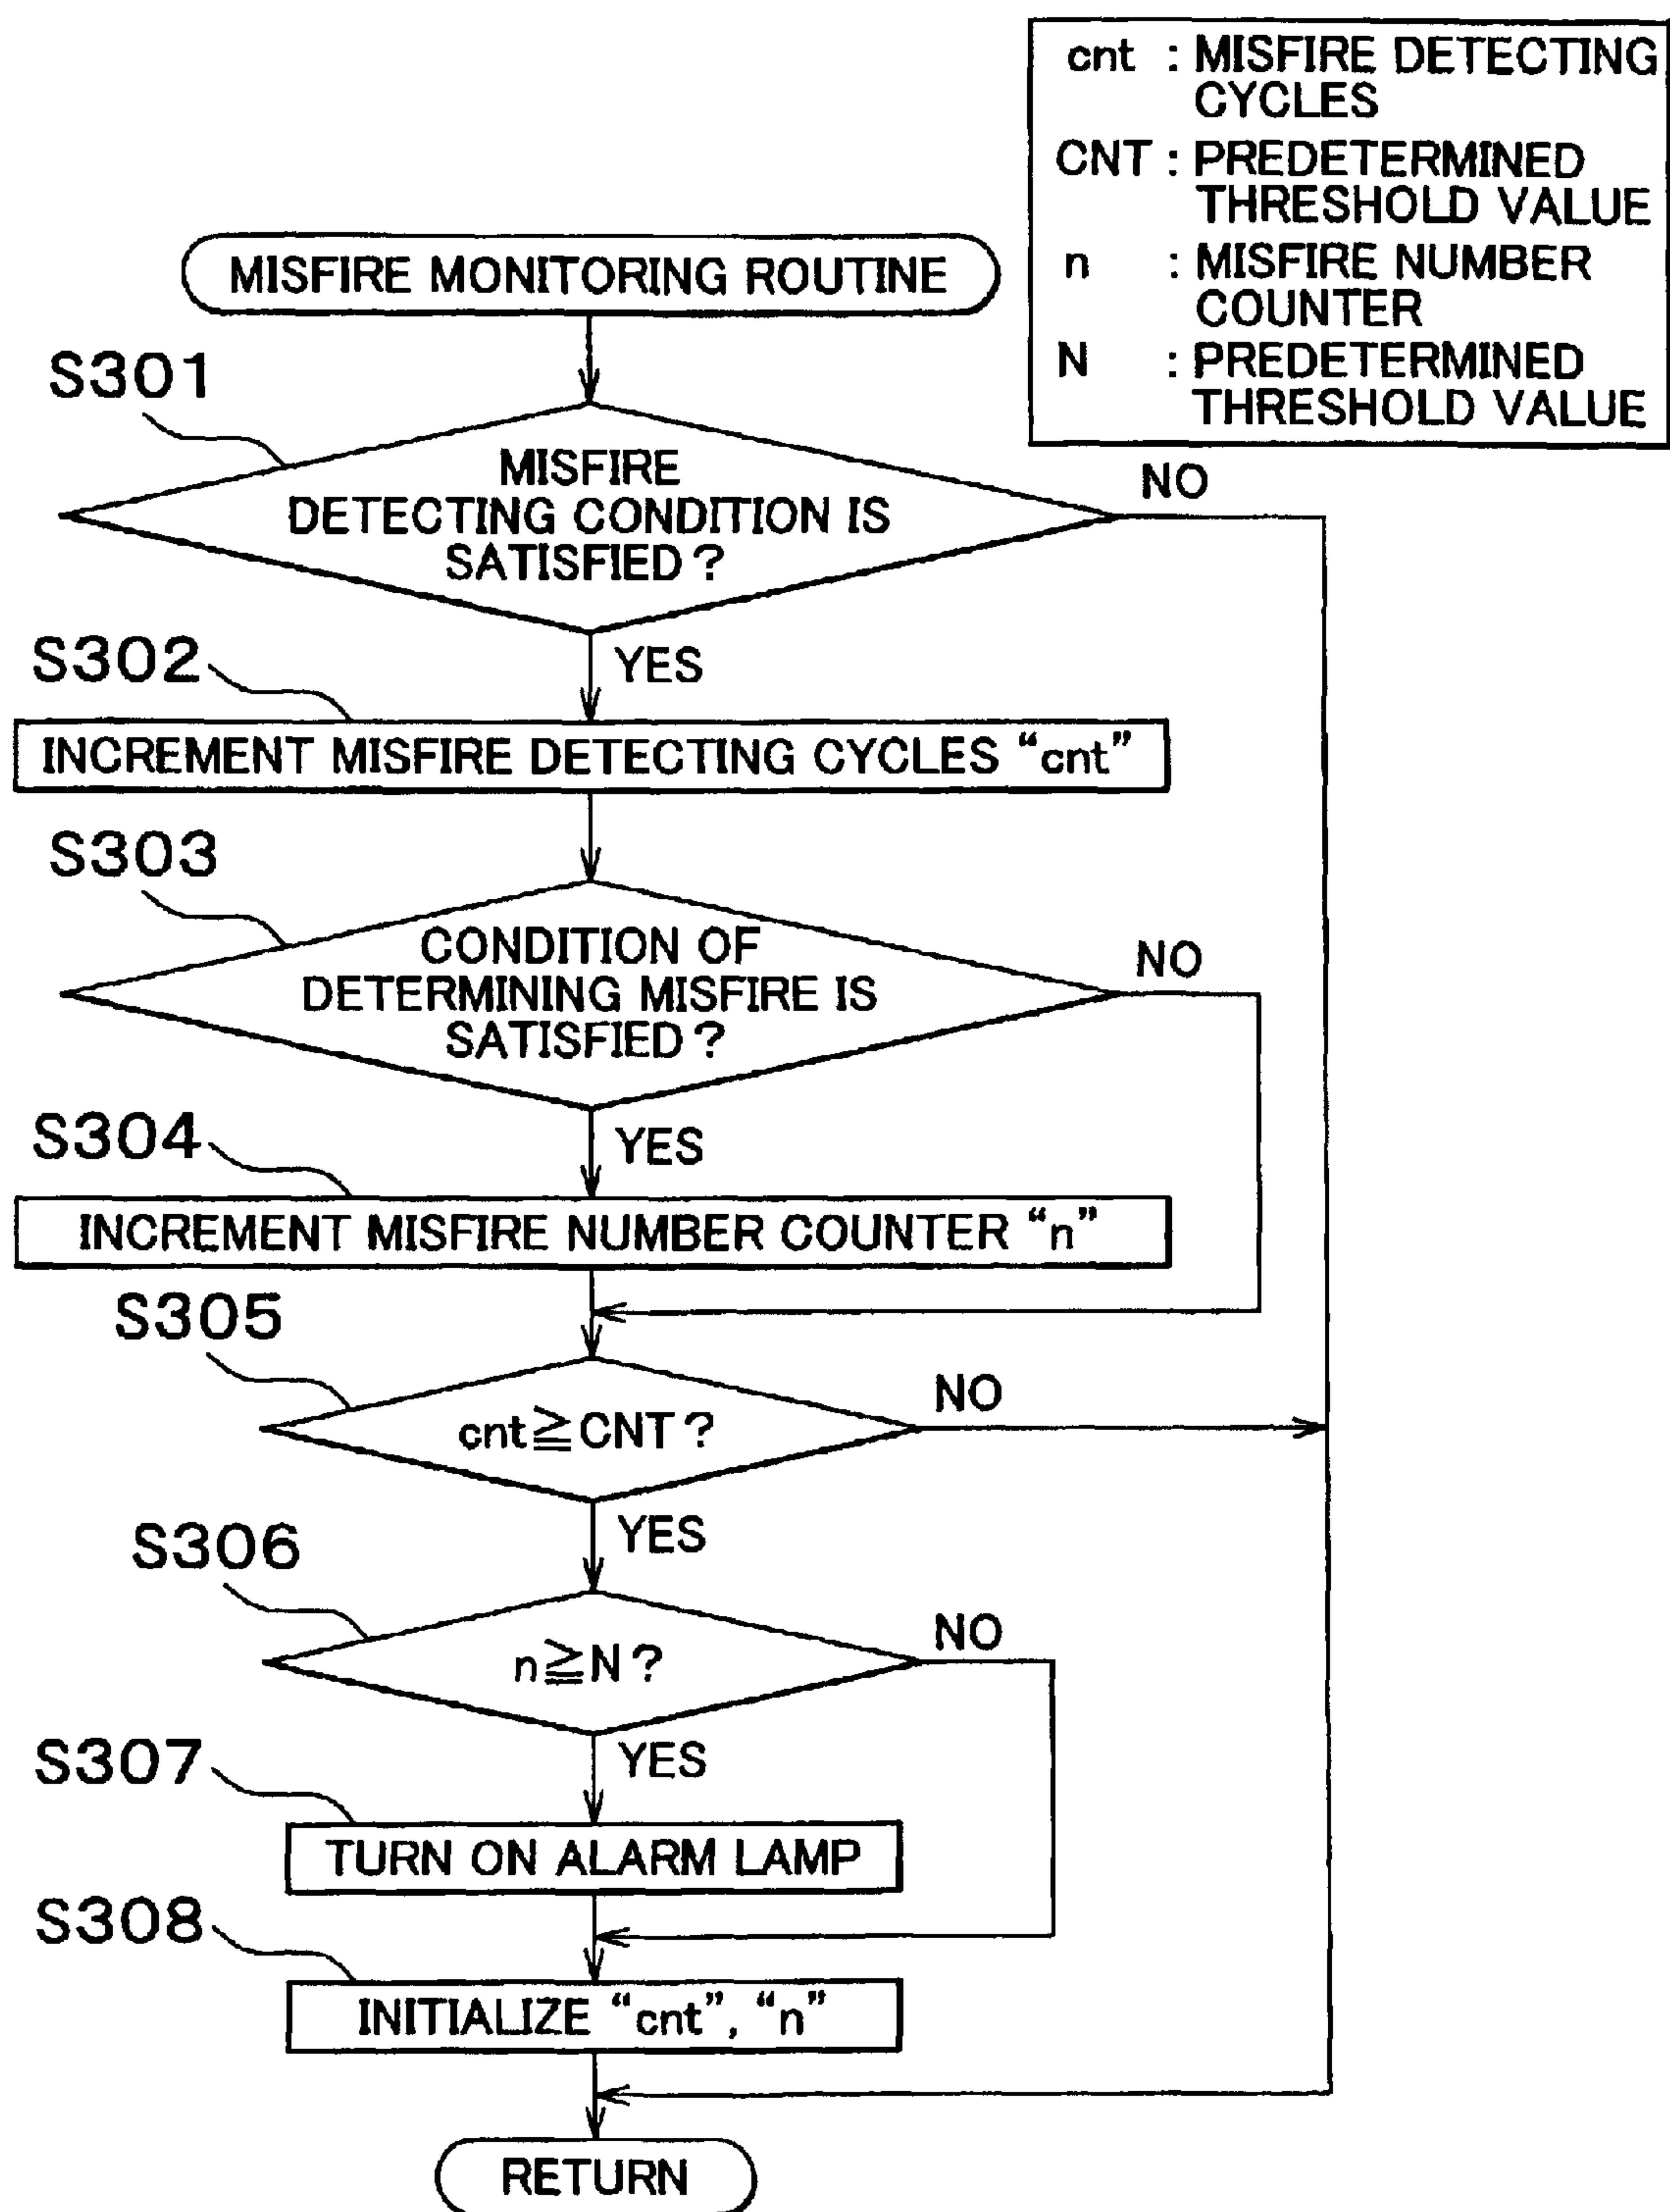 cnt : MISFIRE DETECTING
CYCLES
CNT : PREDETERMINED
THRESHOLD VALUE
n : MISFIRE NUMBER
COUNTER
N : PREDETERMINED
THRESHOLD VALUE
MISFIRE MONITORING ROUTINE
S301
MISFIRE
DETECTING CONDITION IS
SATISFIED?
NO
YES
S302
INCREMENT MISFIRE DETECTING CYCLES “cnt”
S303
CONDITION OF
DETERMINING MISFIRE IS
SATISFIED?
NO
YES
S304
INCREMENT MISFIRE NUMBER COUNTER “n”
S305
cnt≧CNT?
NO
YES
S306
n≧N?
NO
YES
S307
TURN ON ALARM LAMP
S308
INITIALIZE “cnt”, “n”
RETURN